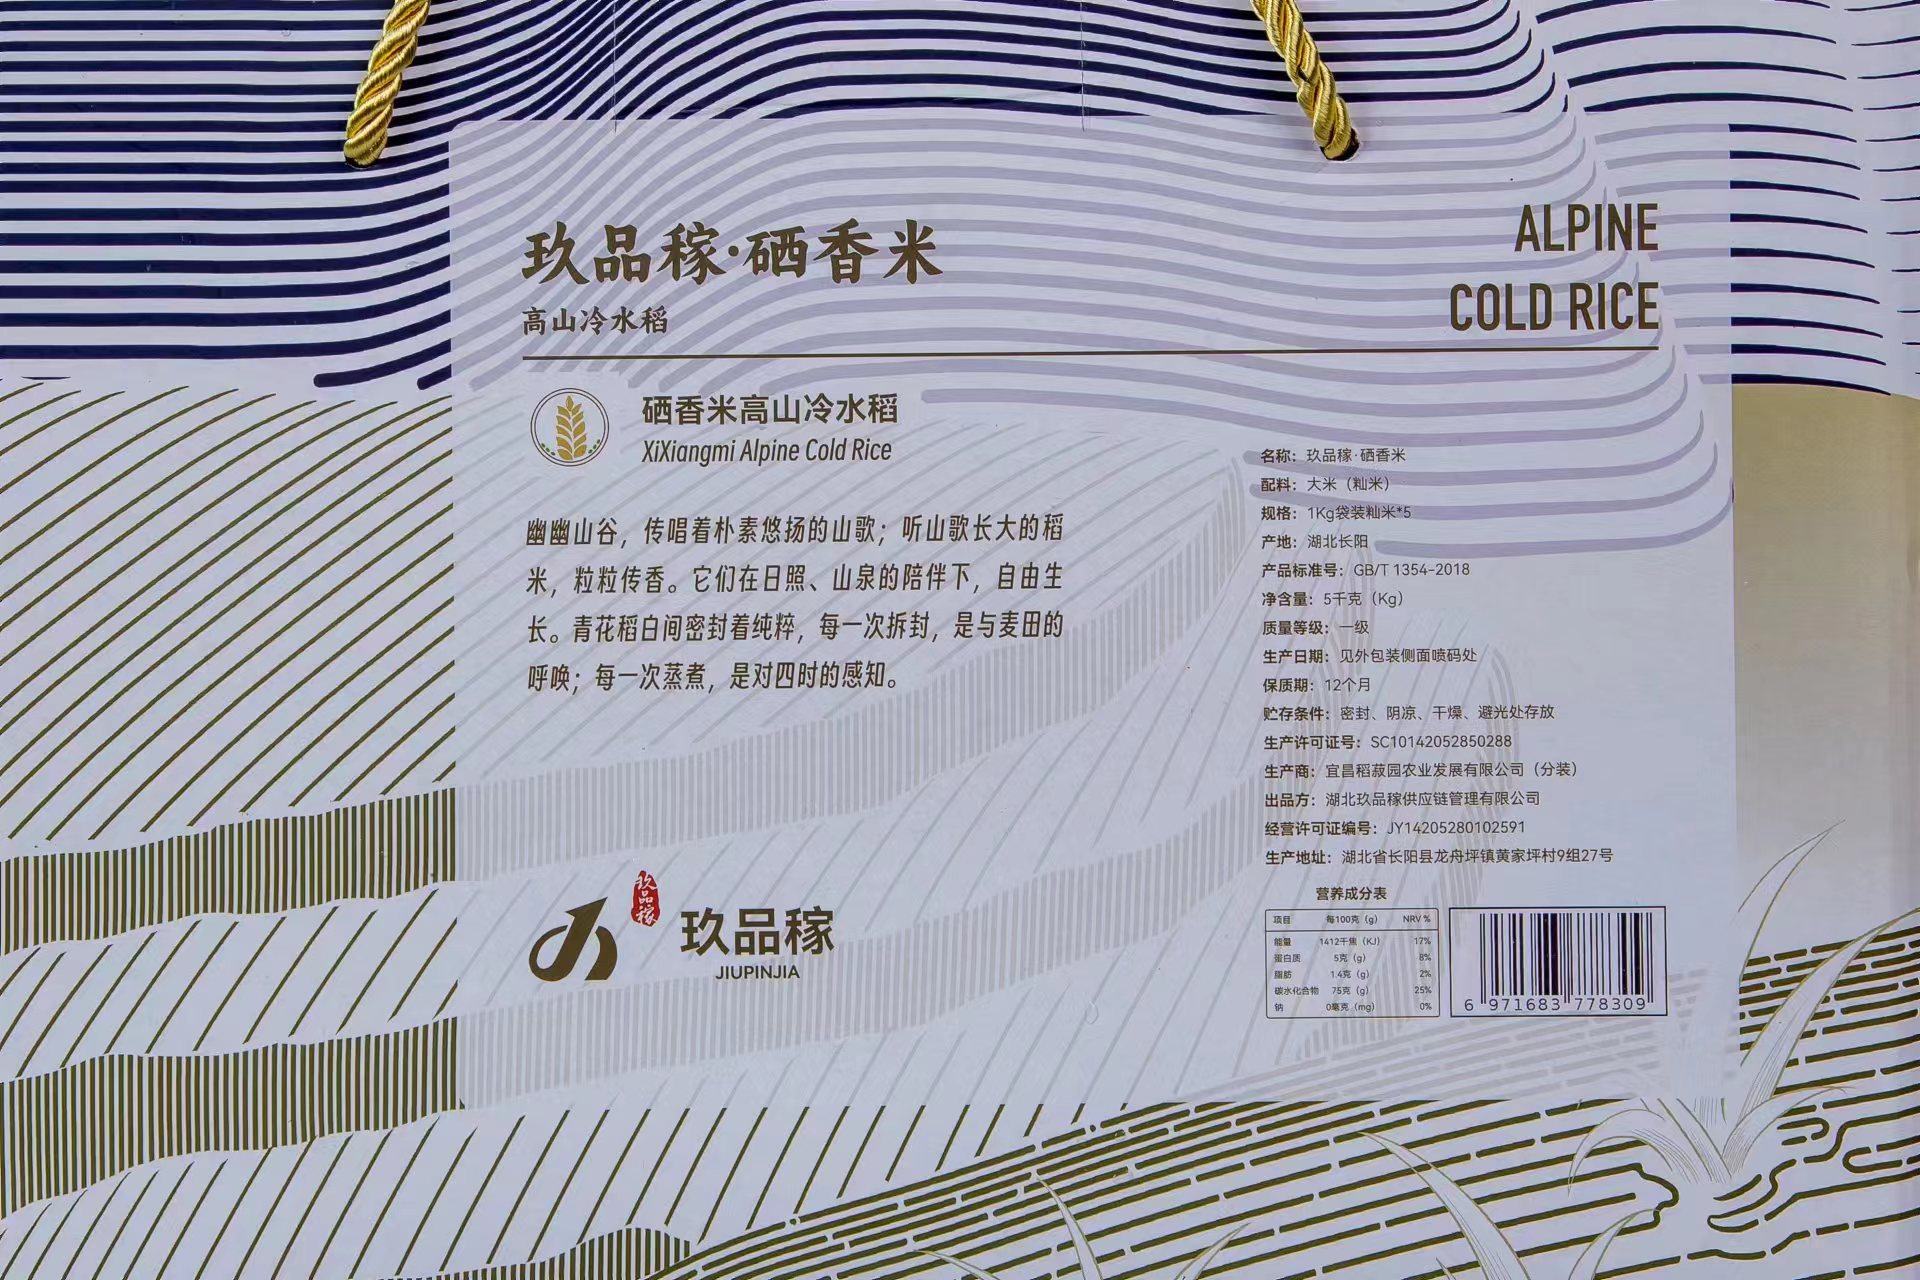 玖品稼·硒香米
高山冷水稻
ALPINE
COLD RICE
硒香米高山冷水稻
XiXiangmi Alpine Cold Rice
幽幽山谷，传唱着朴素悠扬的山歌；听山歌长大的稻
米，粒粒传香。它们在日照、山泉的陪伴下，自由生
长。青花稻白间密封着纯粹，每一次拆封，是与麦田的
呼唤；每一次蒸煮，是对四时的感知。
名称：玖品稼·硒香米
配料：大米（籼米）
规格：1Kg袋装籼米*5
产地：湖北长阳
产品标准号：GB/T 1354-2018
净含量：5千克（Kg）
质量等级：一级
生产日期：见外包装侧面喷码处
保质期：12个月
贮存条件：密封、阴凉、干燥、避光处存放
生产许可证号：SC10142052850288
生产商：宜昌稻菽园农业发展有限公司（分装）
出品方：湖北玖品稼供应链管理有限公司
经营许可证编号：JY14205280102591
生产地址：湖北省长阳县龙舟坪镇黄家坪村9组27号
营养成分表
项目 每100克（g） NRV%
能量 1412千焦（KJ） 17%
蛋白质 5克（g） 8%
脂肪 1.4克（g） 2%
碳水化合物 75克（g） 25%
钠 0毫克（mg） 0%
6 971683 778309
玖品稼
玖品稼
JIUPINJIA